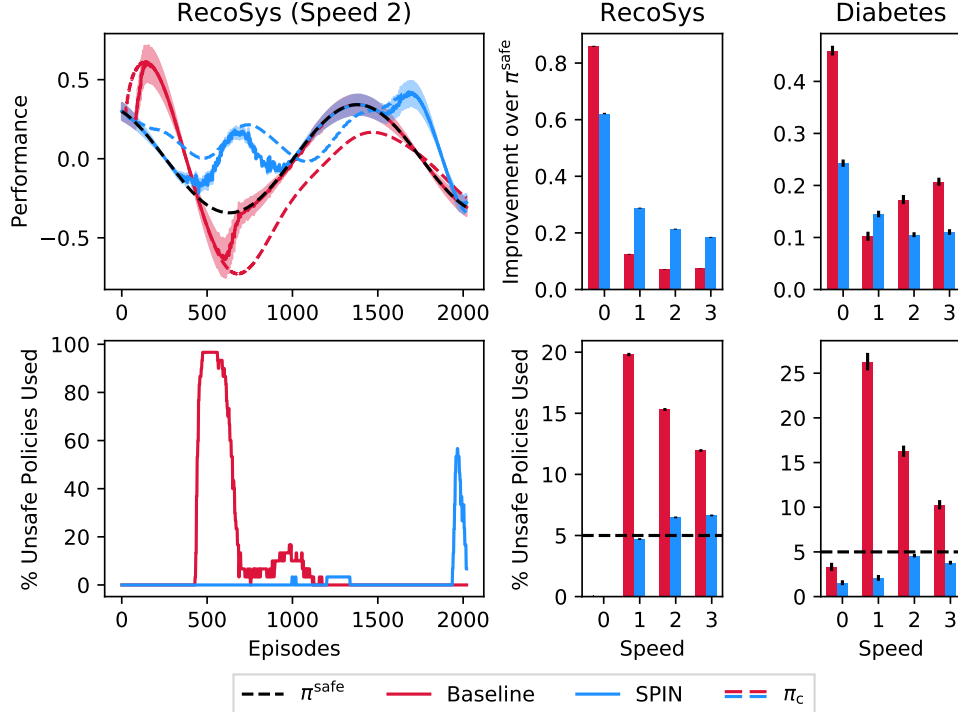 RecoSys (Speed 2)
RecoSys
Diabetes
Performance
0.5
0.0
−0.5
0 500 1000 1500 2000
Improvement over π^safe
0.8
0.6
0.4
0.2
0.0
0 1 2 3
0.4
0.3
0.2
0.1
0.0
0 1 2 3
% Unsafe Policies Used
100
80
60
40
20
0
0 500 1000 1500 2000
Episodes
% Unsafe Policies Used
20
15
10
5
0
0 1 2 3
Speed
25
20
15
10
5
0
0 1 2 3
Speed
π^safe Baseline SPIN π_c